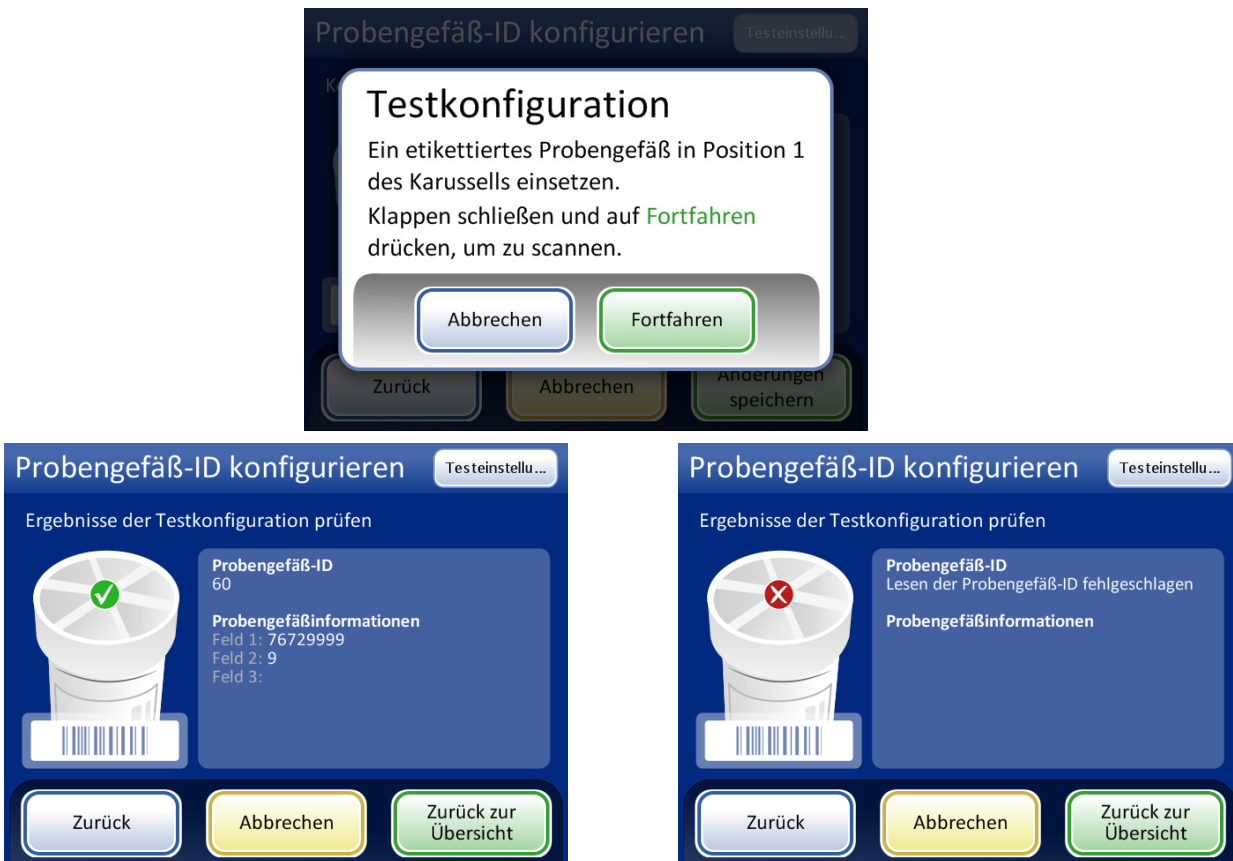 Probengefäß-ID konfigurieren
Testeinstellu...
K
Testkonfiguration
Ein etikettiertes Probengefäß in Position 1
des Karussells einsetzen.
Klappen schließen und auf Fortfahren
drücken, um zu scannen.
Abbrechen
Fortfahren
Zurück
Abbrechen
Änderungen
speichern
Probengefäß-ID konfigurieren
Testeinstellu...
Ergebnisse der Testkonfiguration prüfen
Probengefäß-ID
60
Probengefäßinformationen
Feld 1: 76729999
Feld 2: 9
Feld 3:
Zurück
Abbrechen
Zurück zur
Übersicht
Probengefäß-ID konfigurieren
Testeinstellu...
Ergebnisse der Testkonfiguration prüfen
Probengefäß-ID
Lesen der Probengefäß-ID fehlgeschlagen
Probengefäßinformationen
Zurück
Abbrechen
Zurück zur
Übersicht